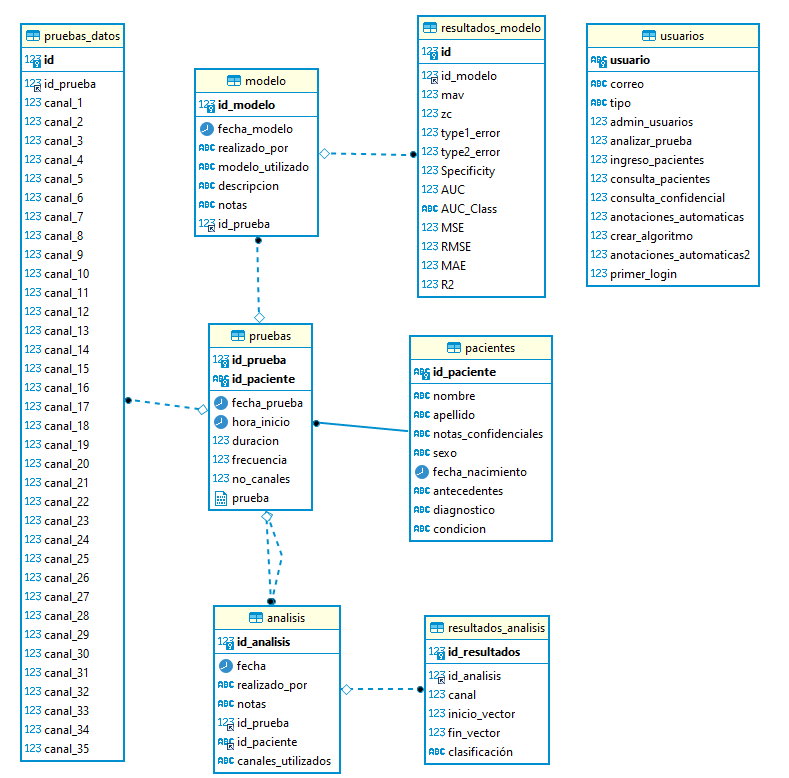 pruebas_datos
123 id
123 id_prueba
123 canal_1
123 canal_2
123 canal_3
123 canal_4
123 canal_5
123 canal_6
123 canal_7
123 canal_8
123 canal_9
123 canal_10
123 canal_11
123 canal_12
123 canal_13
123 canal_14
123 canal_15
123 canal_16
123 canal_17
123 canal_18
123 canal_19
123 canal_20
123 canal_21
123 canal_22
123 canal_23
123 canal_24
123 canal_25
123 canal_26
123 canal_27
123 canal_28
123 canal_29
123 canal_30
123 canal_31
123 canal_32
123 canal_33
123 canal_34
123 canal_35
modelo
123 id_modelo
fecha_modelo
ABC realizado_por
ABC modelo_utilizado
ABC descripcion
ABC notas
123 id_prueba
resultados_modelo
123 id
123 id_modelo
123 mav
123 zc
123 type1_error
123 type2_error
123 Specificity
123 AUC
ABC AUC_Class
123 MSE
123 RMSE
123 MAE
123 R2
usuarios
ABC usuario
ABC correo
ABC tipo
123 admin_usuarios
123 analizar_prueba
123 ingreso_pacientes
123 consulta_pacientes
123 consulta_confidencial
123 anotaciones_automaticas
123 crear_algoritmo
123 anotaciones_automaticas2
123 primer_login
pruebas
123 id_prueba
ABC id_paciente
fecha_prueba
hora_inicio
123 duracion
123 frecuencia
123 no_canales
prueba
pacientes
ABC id_paciente
ABC nombre
ABC apellido
ABC notas_confidenciales
ABC sexo
fecha_nacimiento
ABC antecedentes
ABC diagnostico
ABC condicion
analisis
123 id_analisis
fecha
ABC realizado_por
ABC notas
123 id_prueba
ABC id_paciente
ABC canales_utilizados
resultados_analisis
123 id_resultados
123 id_analisis
123 canal
123 inicio_vector
123 fin_vector
ABC clasificación